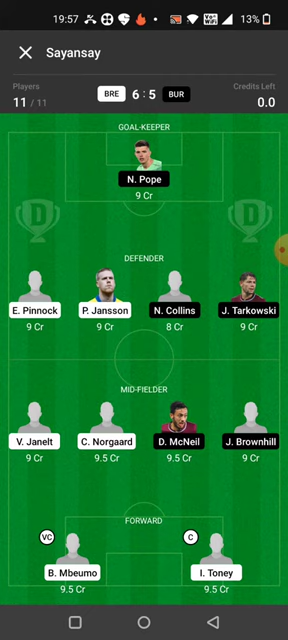 19:57
13%
Sayansay
Players
11 / 11
BRE 6 : 5 BUR
Credits Left
0.0
GOAL-KEEPER
N. Pope
9 Cr
DEFENDER
E. Pinnock P. Jansson N. Collins J. Tarkowski
9 Cr 9 Cr 8 Cr 9 Cr
MID-FIELDER
V. Janelt C. Norgaard D. McNeil J. Brownhill
9 Cr 9.5 Cr 9.5 Cr 9 Cr
FORWARD
VC C
B. Mbeumo I. Toney
9.5 Cr 9.5 Cr